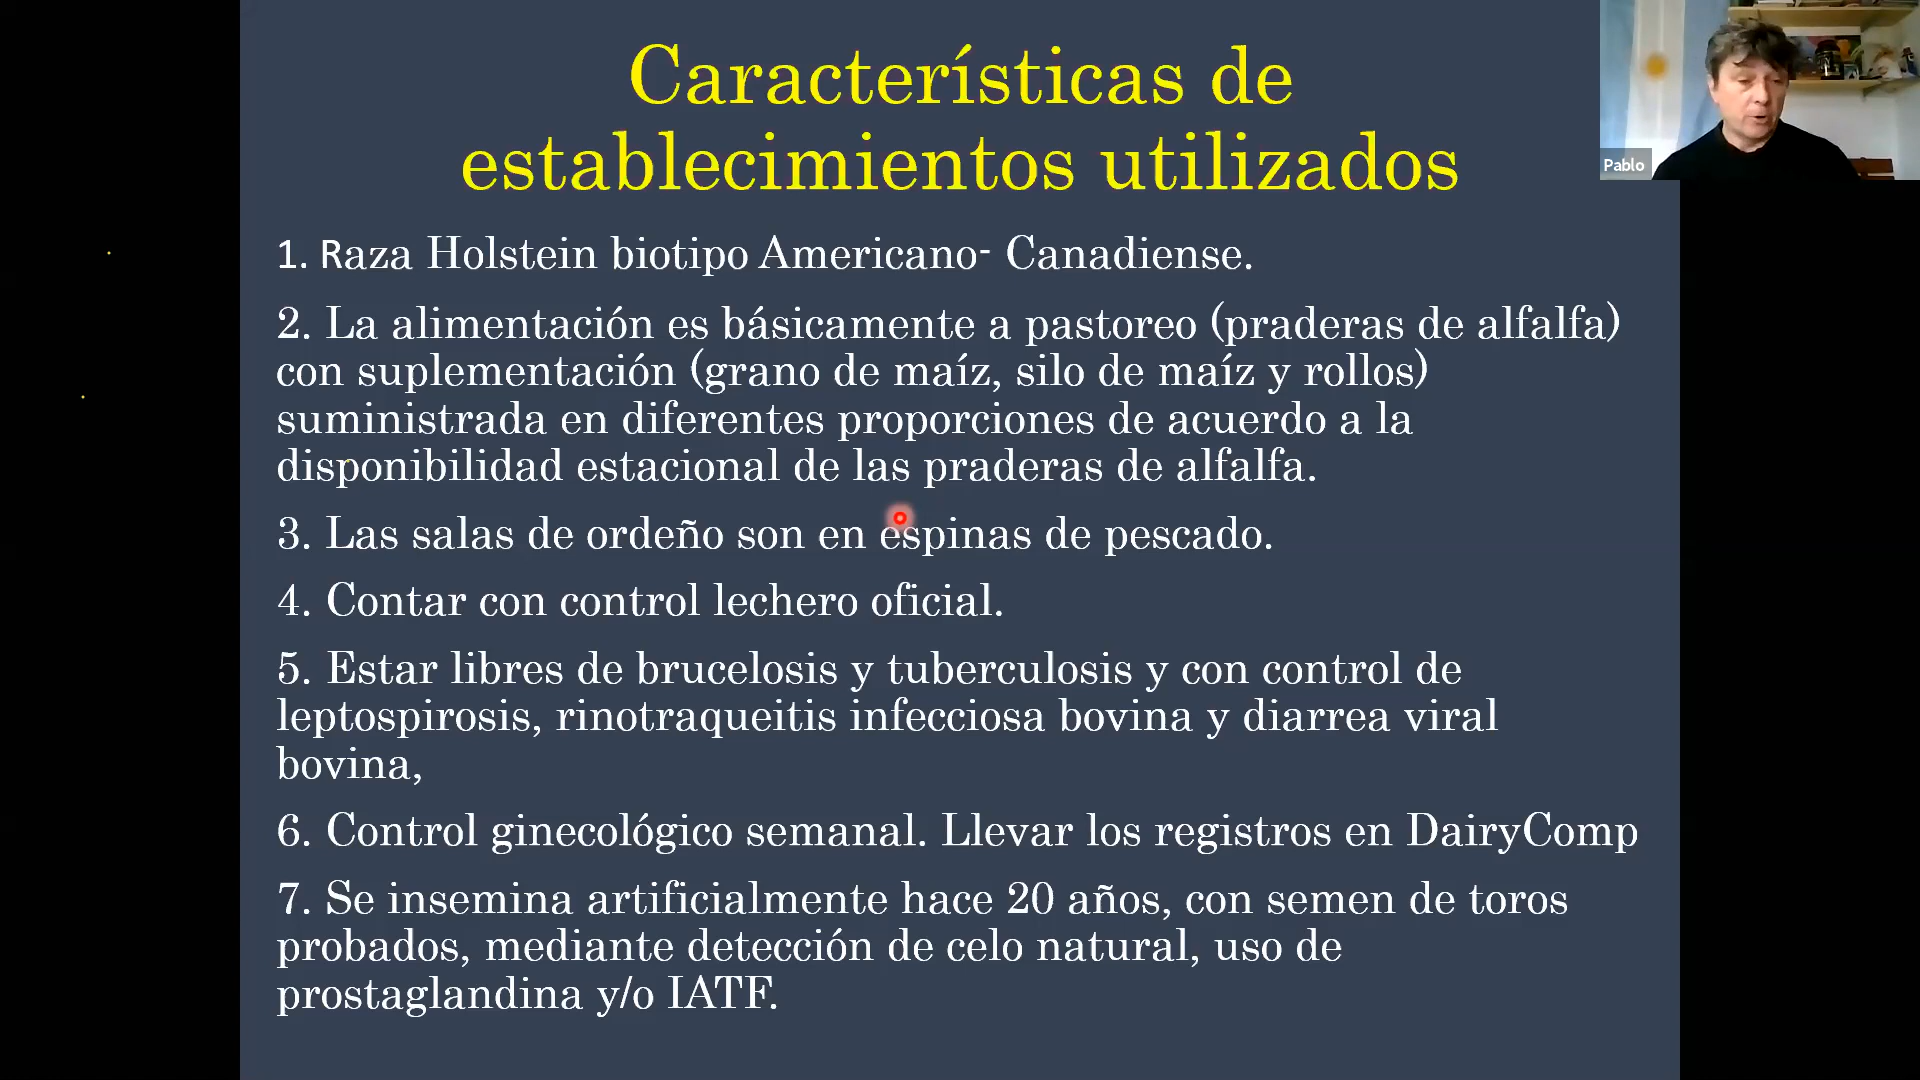 Características de
establecimientos utilizados
Pablo
1. Raza Holstein biotipo Americano- Canadiense.
2. La alimentación es básicamente a pastoreo (praderas de alfalfa)
con suplementación (grano de maíz, silo de maíz y rollos)
suministrada en diferentes proporciones de acuerdo a la
disponibilidad estacional de las praderas de alfalfa.
3. Las salas de ordeño son en espinas de pescado.
4. Contar con control lechero oficial.
5. Estar libres de brucelosis y tuberculosis y con control de
leptospirosis, rinotraqueitis infecciosa bovina y diarrea viral
bovina,
6. Control ginecológico semanal. Llevar los registros en DairyComp
7. Se insemina artificialmente hace 20 años, con semen de toros
probados, mediante detección de celo natural, uso de
prostaglandina y/o IATF.